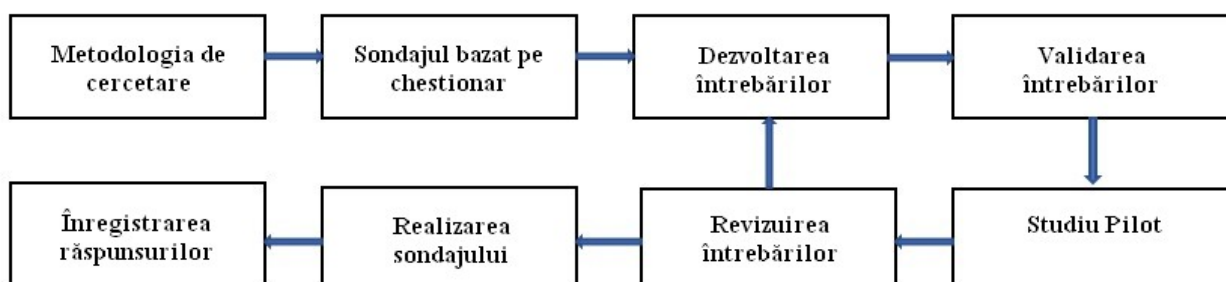 Metodologia de
cercetare
Sondajul bazat pe
chestionar
Dezvoltarea
întrebărilor
Validarea
întrebărilor
Înregistrarea
răspunsurilor
Realizarea
sondajului
Revizuirea
întrebărilor
Studiu Pilot